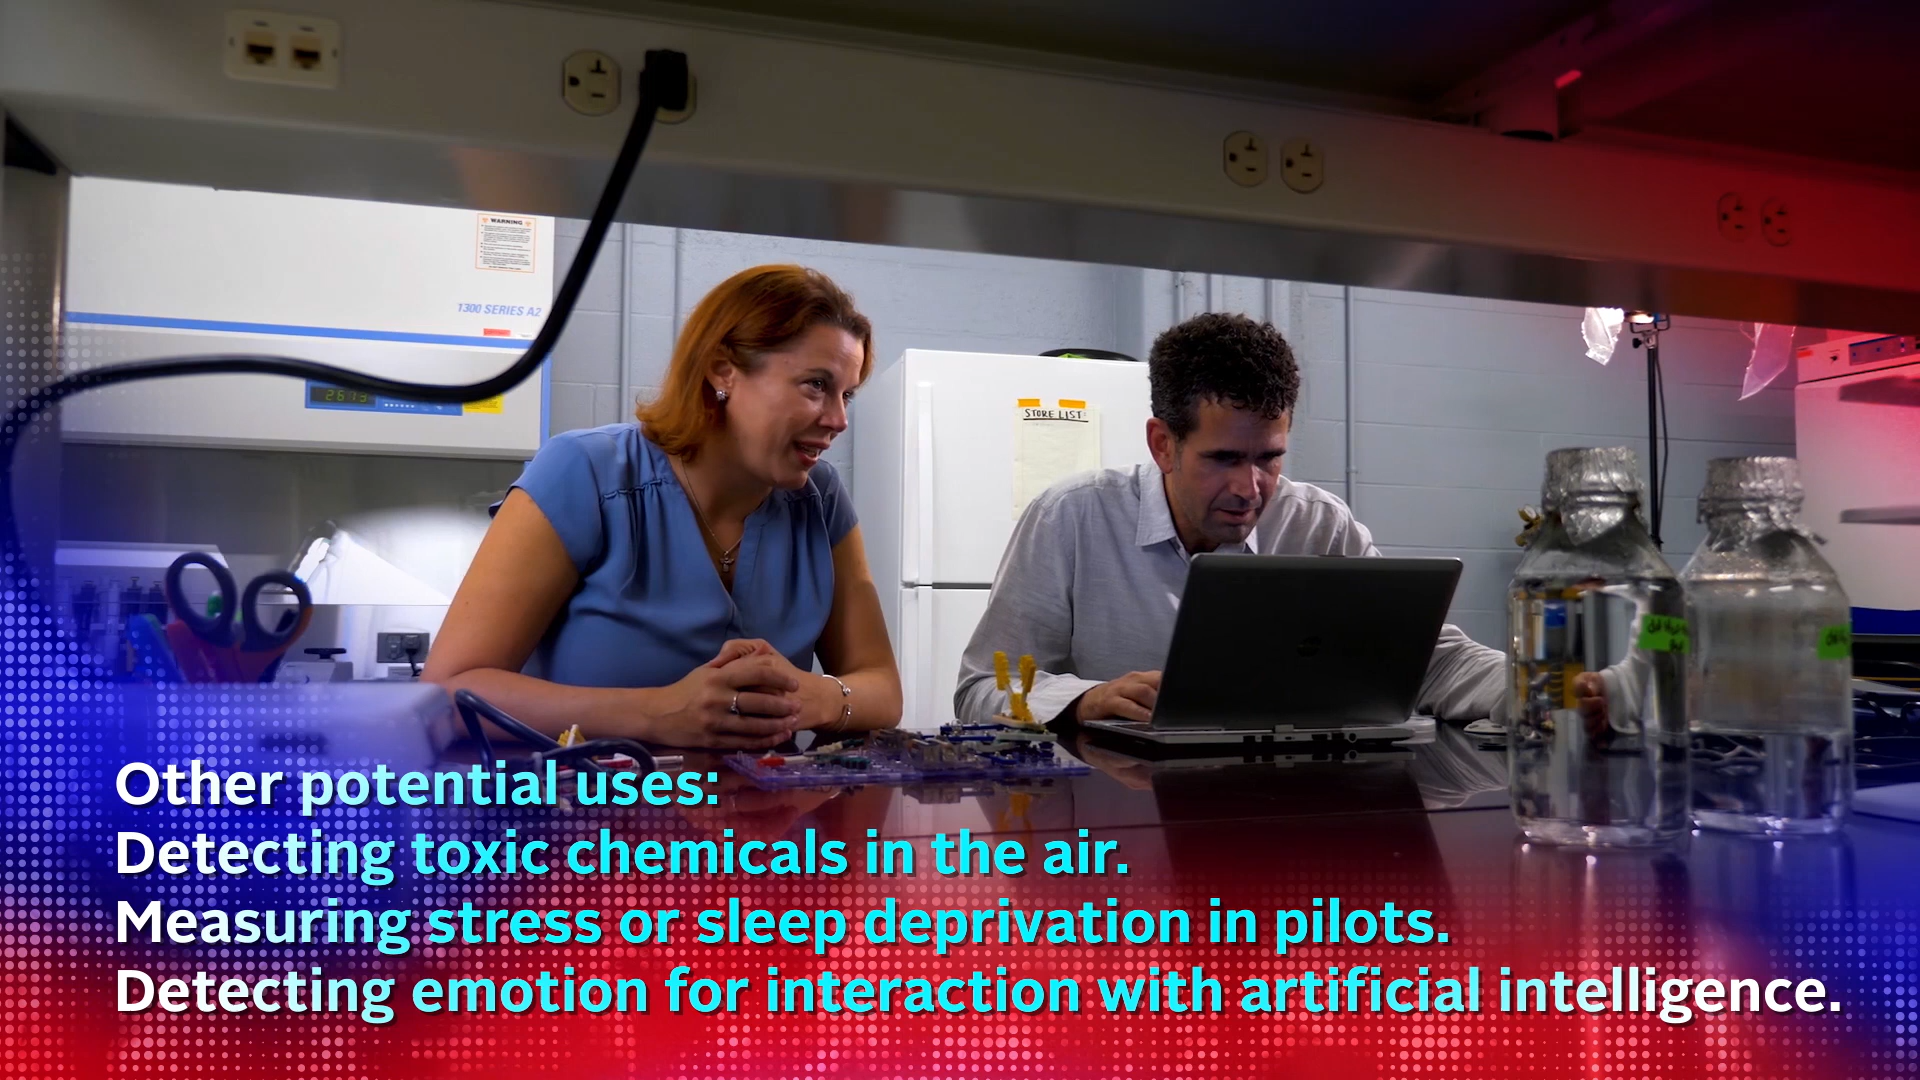 WARNING
1300 SERIES A2
STORE LIST:
Other potential uses:
Detecting toxic chemicals in the air.
Measuring stress or sleep deprivation in pilots.
Detecting emotion for interaction with artificial intelligence.